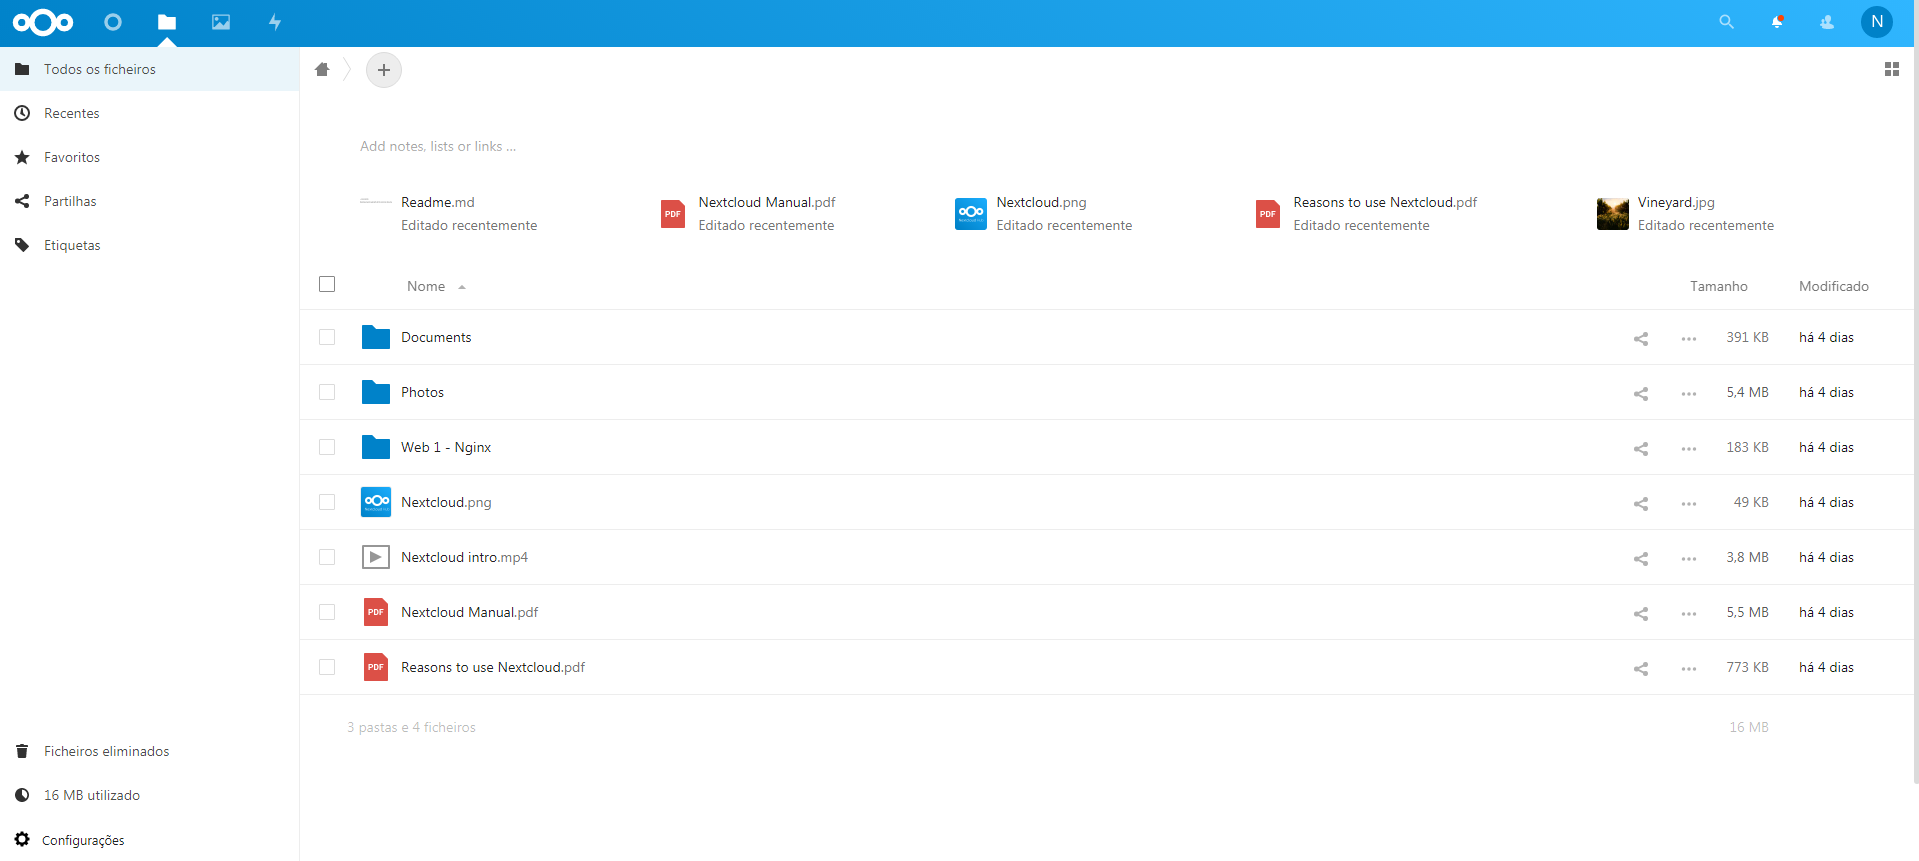 N
Todos os ficheiros
Recentes
Favoritos
Partilhas
Etiquetas
Add notes, lists or links ...
Readme.md
Editado recentemente
PDF
Nextcloud Manual.pdf
Editado recentemente
Nextcloud.png
Editado recentemente
PDF
Reasons to use Nextcloud.pdf
Editado recentemente
Vineyard.jpg
Editado recentemente
Nome Tamanho Modificado
Documents 391 KB há 4 dias
Photos 5,4 MB há 4 dias
Web 1 - Nginx 183 KB há 4 dias
Nextcloud.png 49 KB há 4 dias
Nextcloud intro.mp4 3,8 MB há 4 dias
PDF Nextcloud Manual.pdf 5,5 MB há 4 dias
PDF Reasons to use Nextcloud.pdf 773 KB há 4 dias
3 pastas e 4 ficheiros 16 MB
Ficheiros eliminados
16 MB utilizado
Configurações